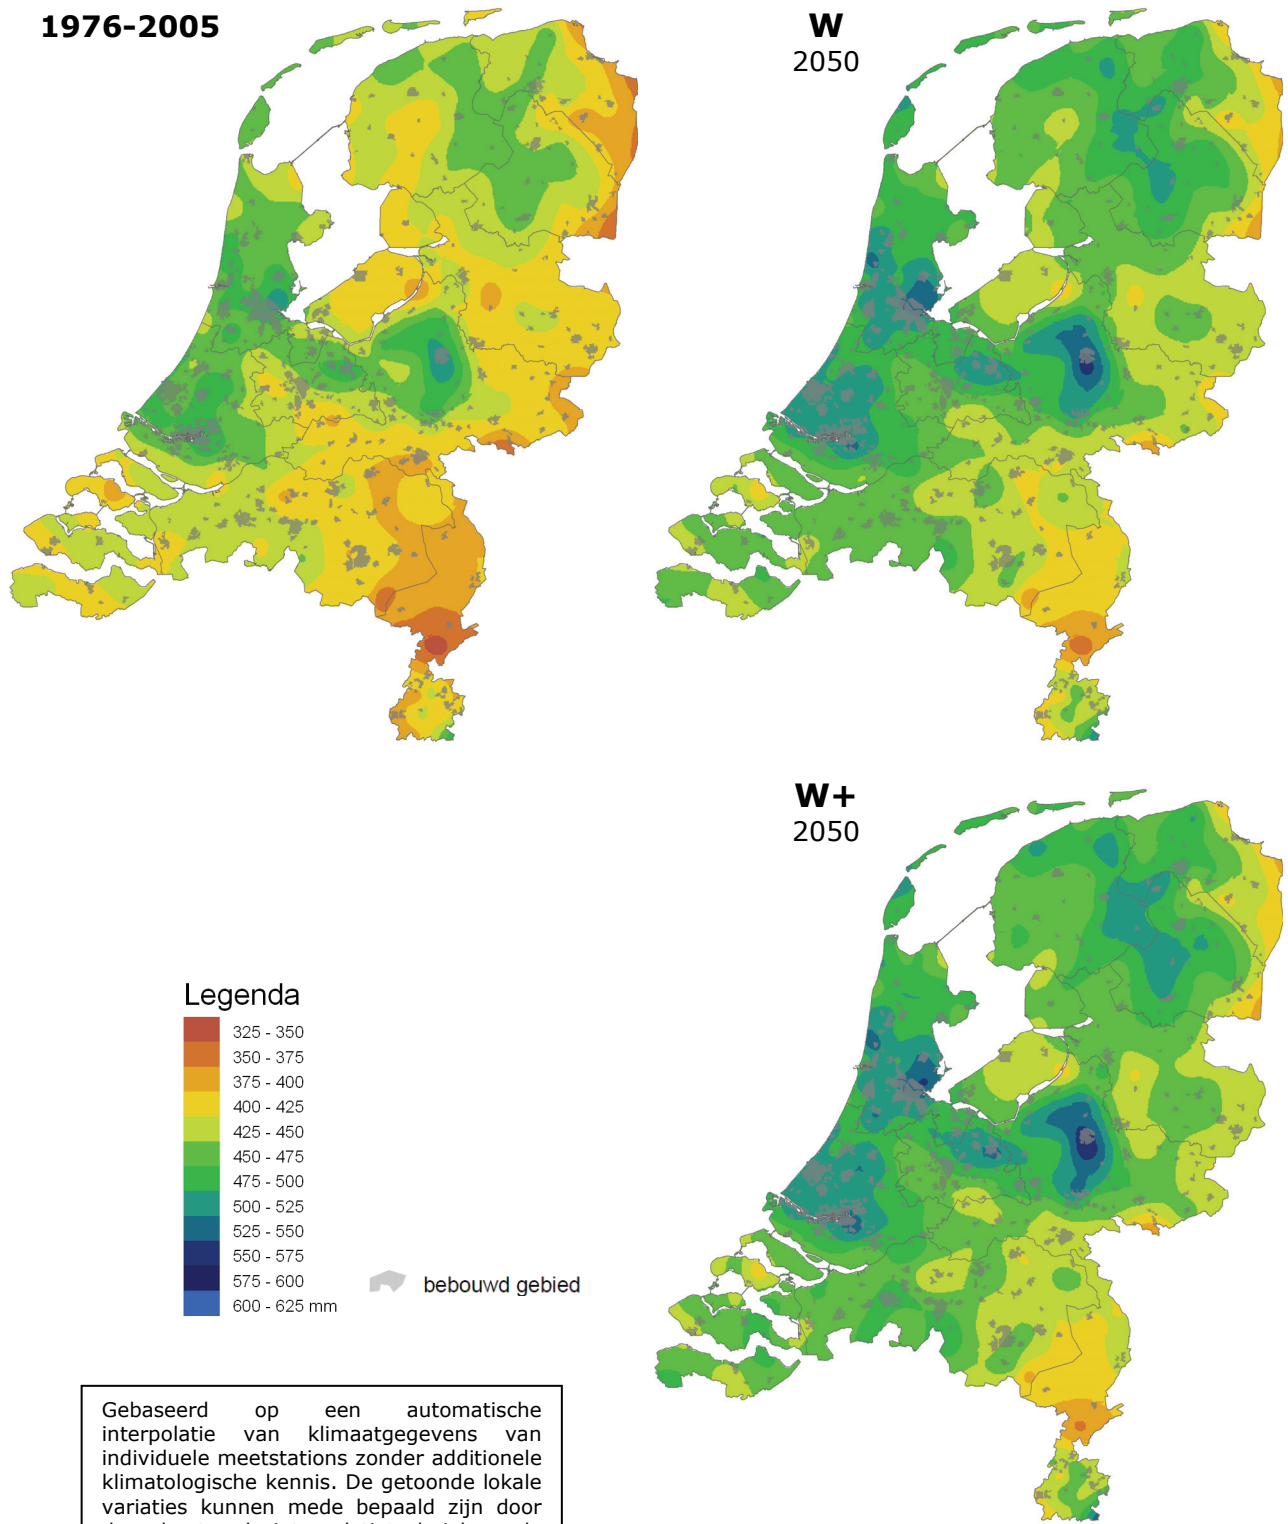 1976-2005
W
2050
W+
2050
Legenda
325 - 350
350 - 375
375 - 400
400 - 425
425 - 450
450 - 475
475 - 500
500 - 525
525 - 550
550 - 575
575 - 600
600 - 625 mm
bebouwd gebied
Gebaseerd op een automatische
interpolatie van klimaatgegevens van
individuele meetstations zonder additionele
klimatologische kennis. De getoonde lokale
variaties kunnen mede bepaald zijn door